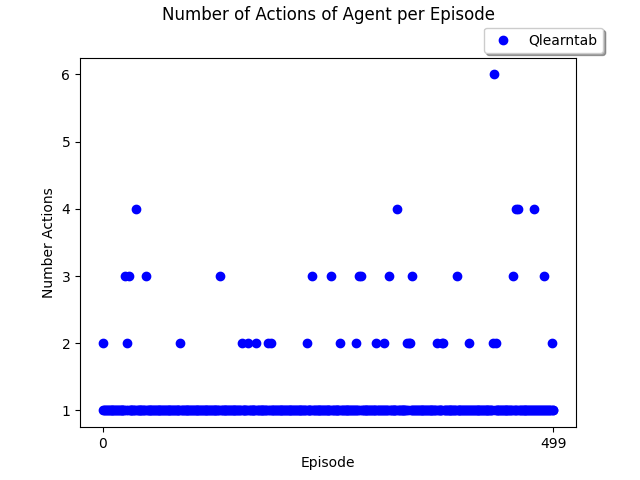 Number of Actions of Agent per Episode
Qlearntab
6
5
4
3
2
1
Number Actions
0
499
Episode